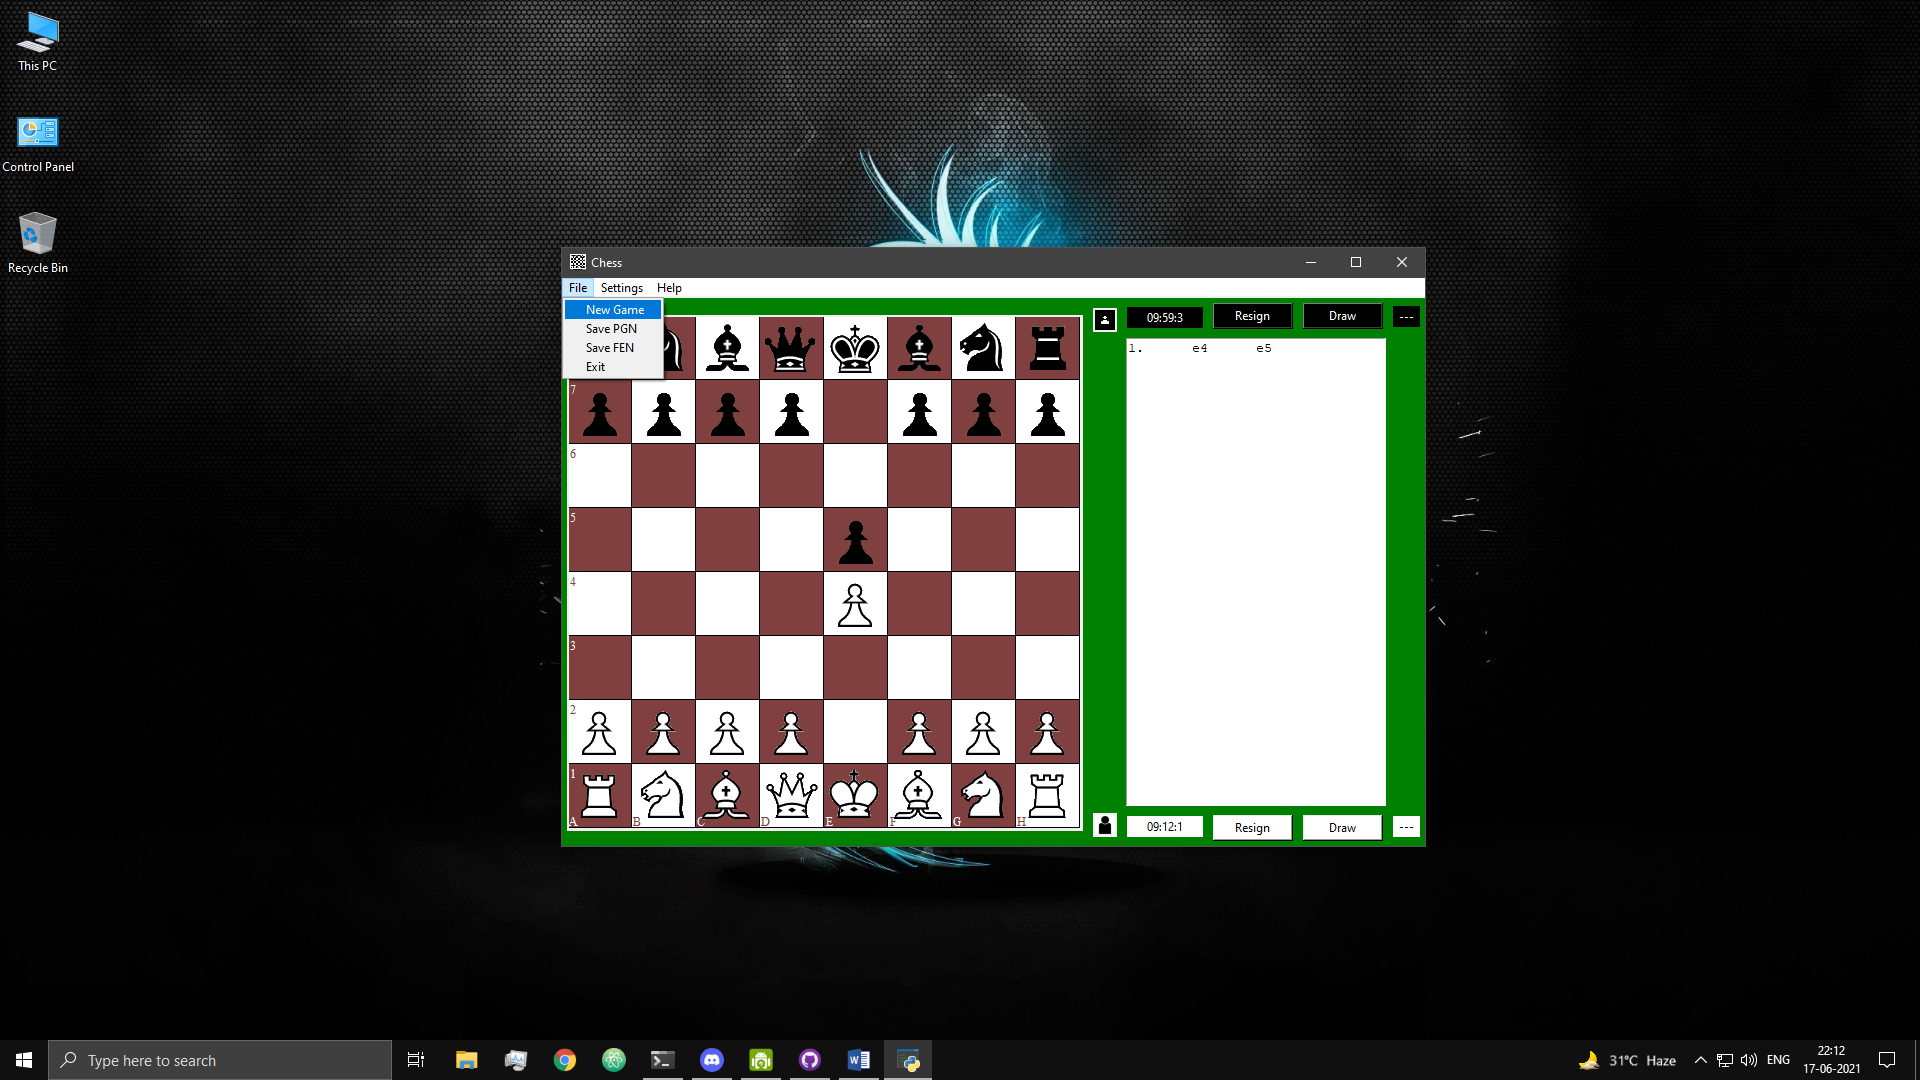 This PC
Control Panel
Recycle Bin
Chess
File Settings Help
New Game
Save PGN
Save FEN
Exit
09:59:3 Resign Draw ---
1. e4 e5
7
6
5
4
3
2
1
A B C D E F G H
09:12:1 Resign Draw ---
Type here to search
31°C Haze
ENG
22:12
17-06-2021